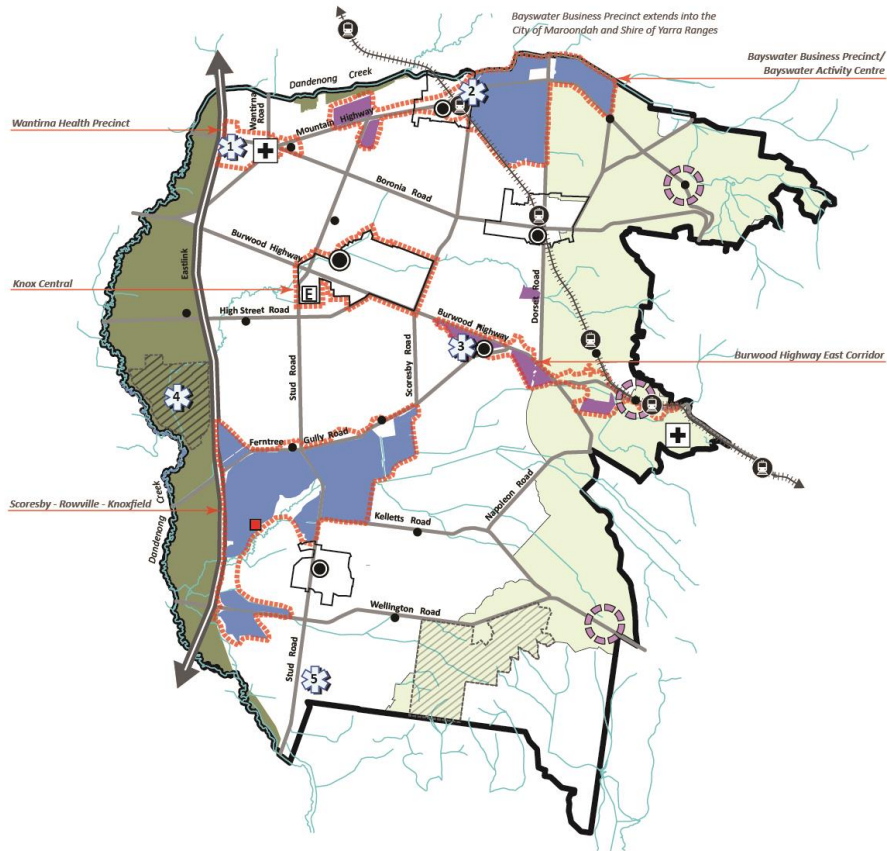 Bayswater Business Precinct extends into the
City of Maroondah and Shire of Yarra Ranges
Bayswater Business Precinct/
Bayswater Activity Centre
Dandenong Creek
2
Wantirna
Road
Mountain Highway
Wantirna Health Precinct
1
Boronia Road
Burwood Highway
Eastlink
Knox Central
E
High Street Road
Dorset Road
Burwood Highway
3
Stud Road
Scoresby Road
Burwood Highway East Corridor
4
Ferntree Gully Road
Napoleon Road
Scoresby - Rowville - Knoxfield
Dandenong Creek
Kelletts Road
Wellington Road
Stud Road
5